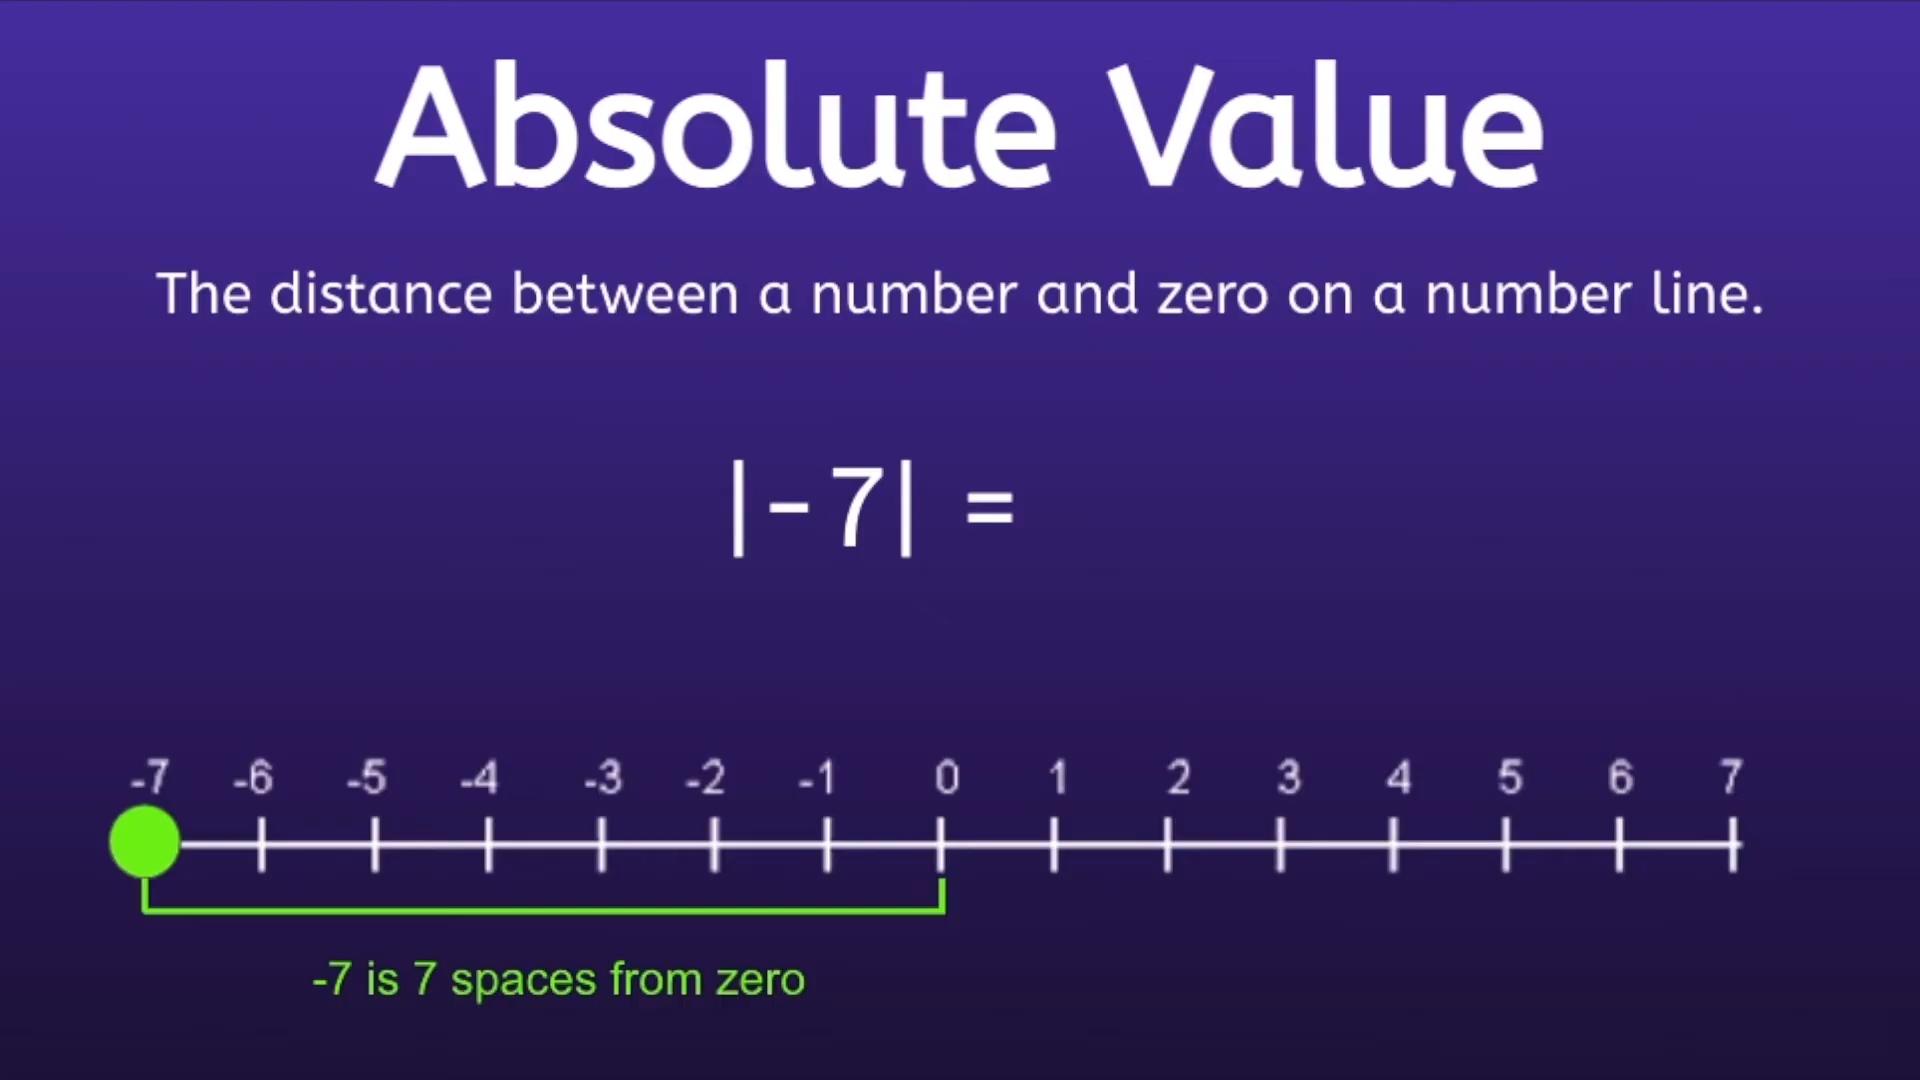 Absolute Value
The distance between a number and zero on a number line.
|-7| =
-7 -6 -5 -4 -3 -2 -1 0 1 2 3 4 5 6 7
-7 is 7 spaces from zero